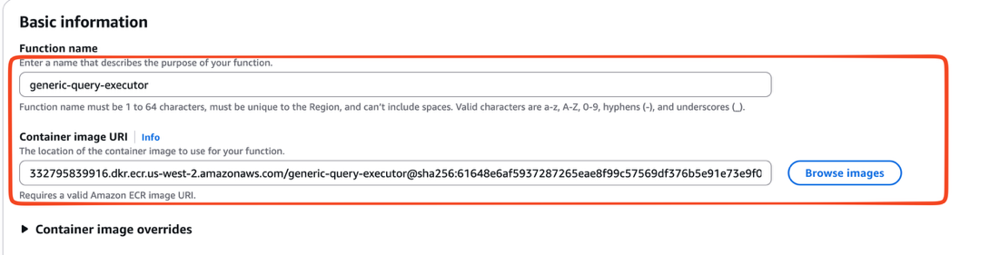 Basic information
Function name
Enter a name that describes the purpose of your function.
generic-query-executor
Function name must be 1 to 64 characters, must be unique to the Region, and can't include spaces. Valid characters are a-z, A-Z, 0-9, hyphens (-), and underscores (_).
Container image URI Info
The location of the container image to use for your function.
332795839916.dkr.ecr.us-west-2.amazonaws.com/generic-query-executor@sha256:61648e6af5937287265eae8f99c57569df376b5e91e73e9f0
Browse images
Requires a valid Amazon ECR image URI.
Container image overrides